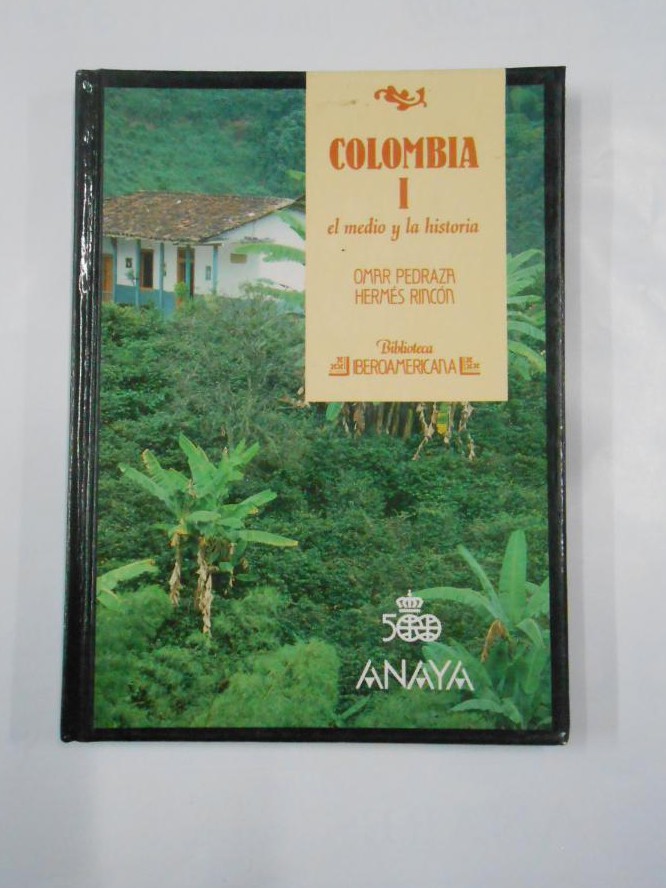 COLOMBIA
I
el medio y la historia
OMAR PEDRAZA
HERMÉS RINCÓN
Biblioteca
IBEROAMERICANA
500
ANAYA